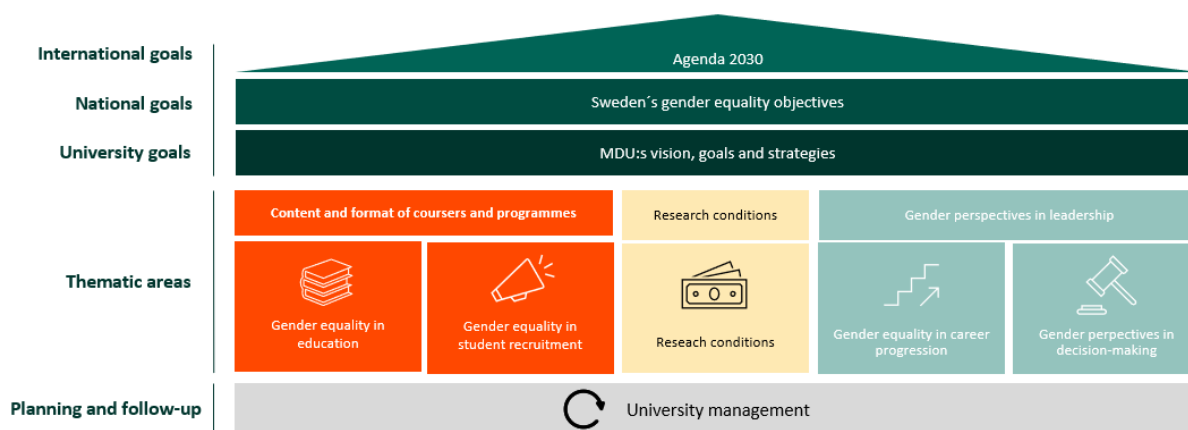 International goals
Agenda 2030
National goals
Sweden´s gender equality objectives
University goals
MDU:s vision, goals and strategies
Thematic areas
Content and format of coursers and programmes
Research conditions
Gender perspectives in leadership
Gender equality in
education
Gender equality in
student recruitment
Reseach conditions
Gender equality in career
progression
Gender perpectives in
decision-making
Planning and follow-up
University management